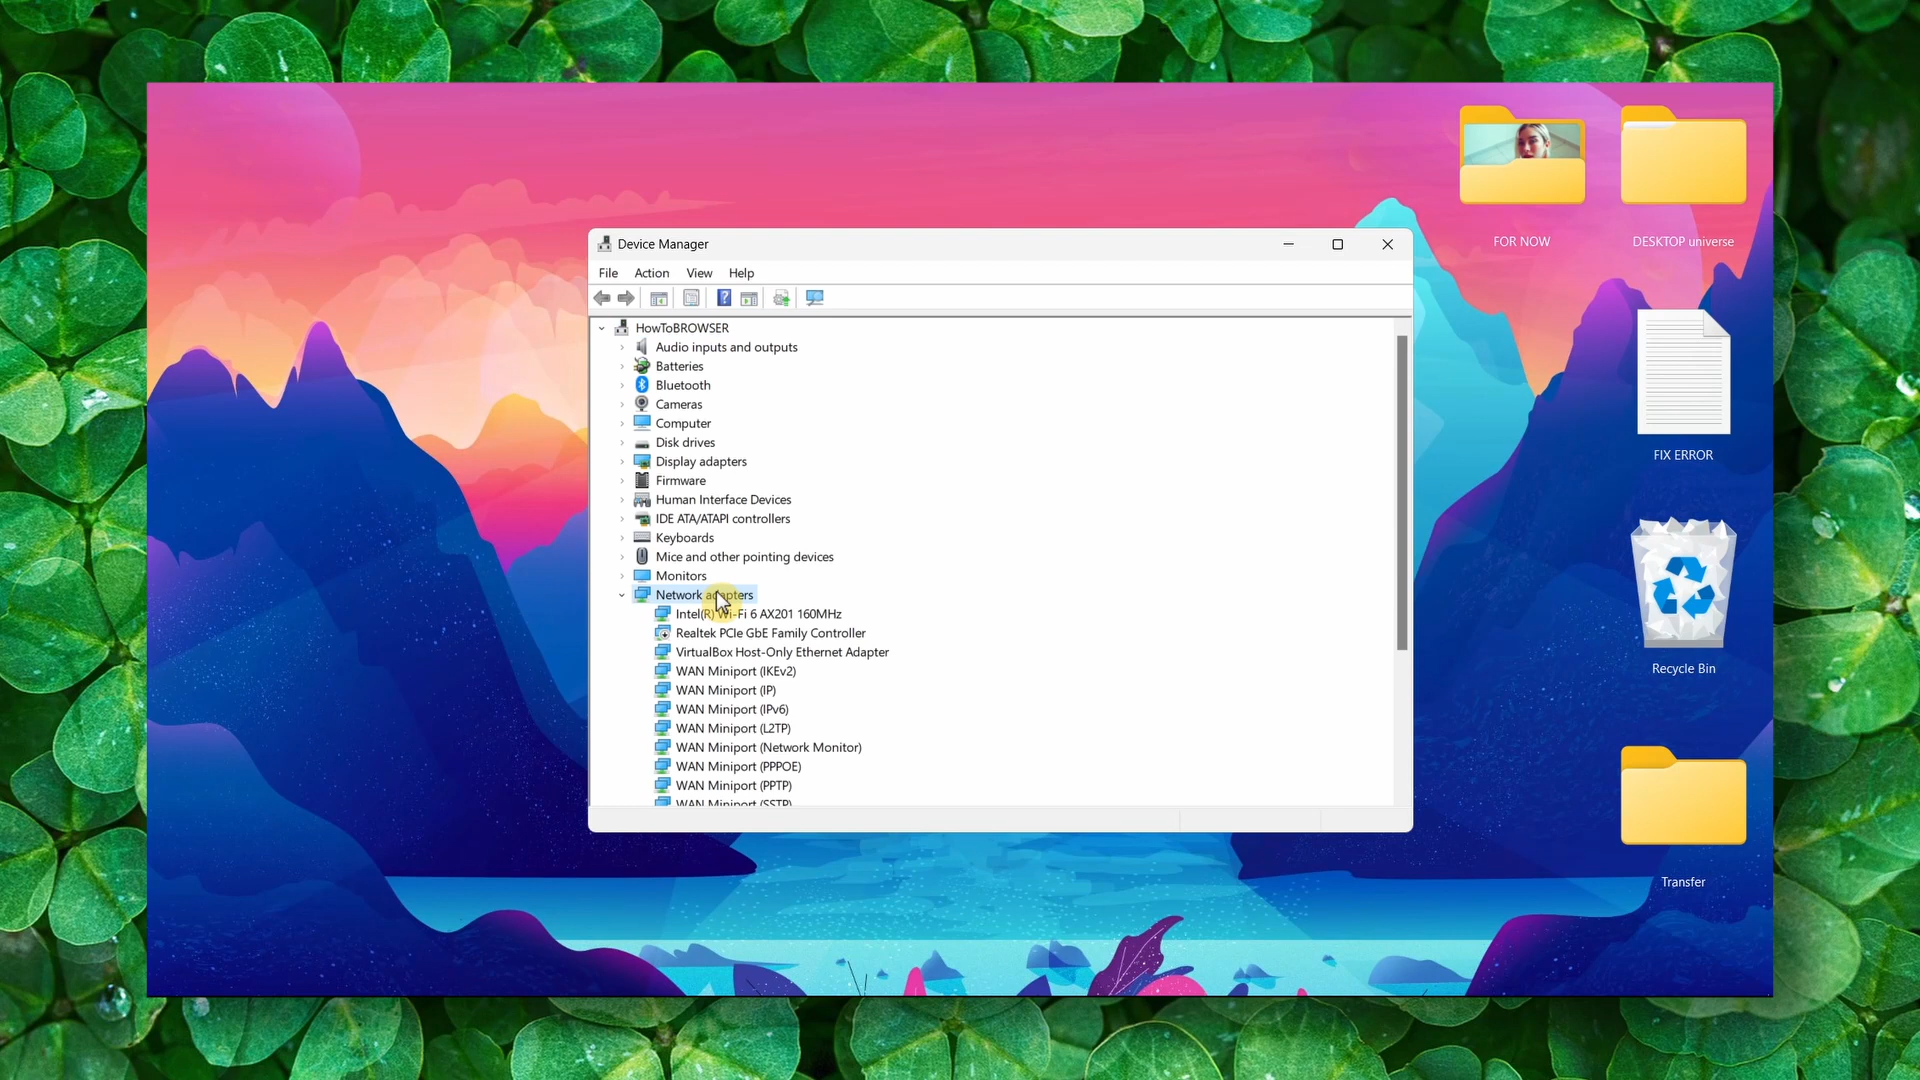 Device Manager
File Action View Help
HowToBROWSER
Audio inputs and outputs
Batteries
Bluetooth
Cameras
Computer
Disk drives
Display adapters
Firmware
Human Interface Devices
IDE ATA/ATAPI controllers
Keyboards
Mice and other pointing devices
Monitors
Network adapters
Intel(R) Wi-Fi 6 AX201 160MHz
Realtek PCIe GbE Family Controller
VirtualBox Host-Only Ethernet Adapter
WAN Miniport (IKEv2)
WAN Miniport (IP)
WAN Miniport (IPv6)
WAN Miniport (L2TP)
WAN Miniport (Network Monitor)
WAN Miniport (PPPOE)
WAN Miniport (PPTP)
WAN Miniport (SSTP)
FOR NOW
DESKTOP universe
FIX ERROR
Recycle Bin
Transfer